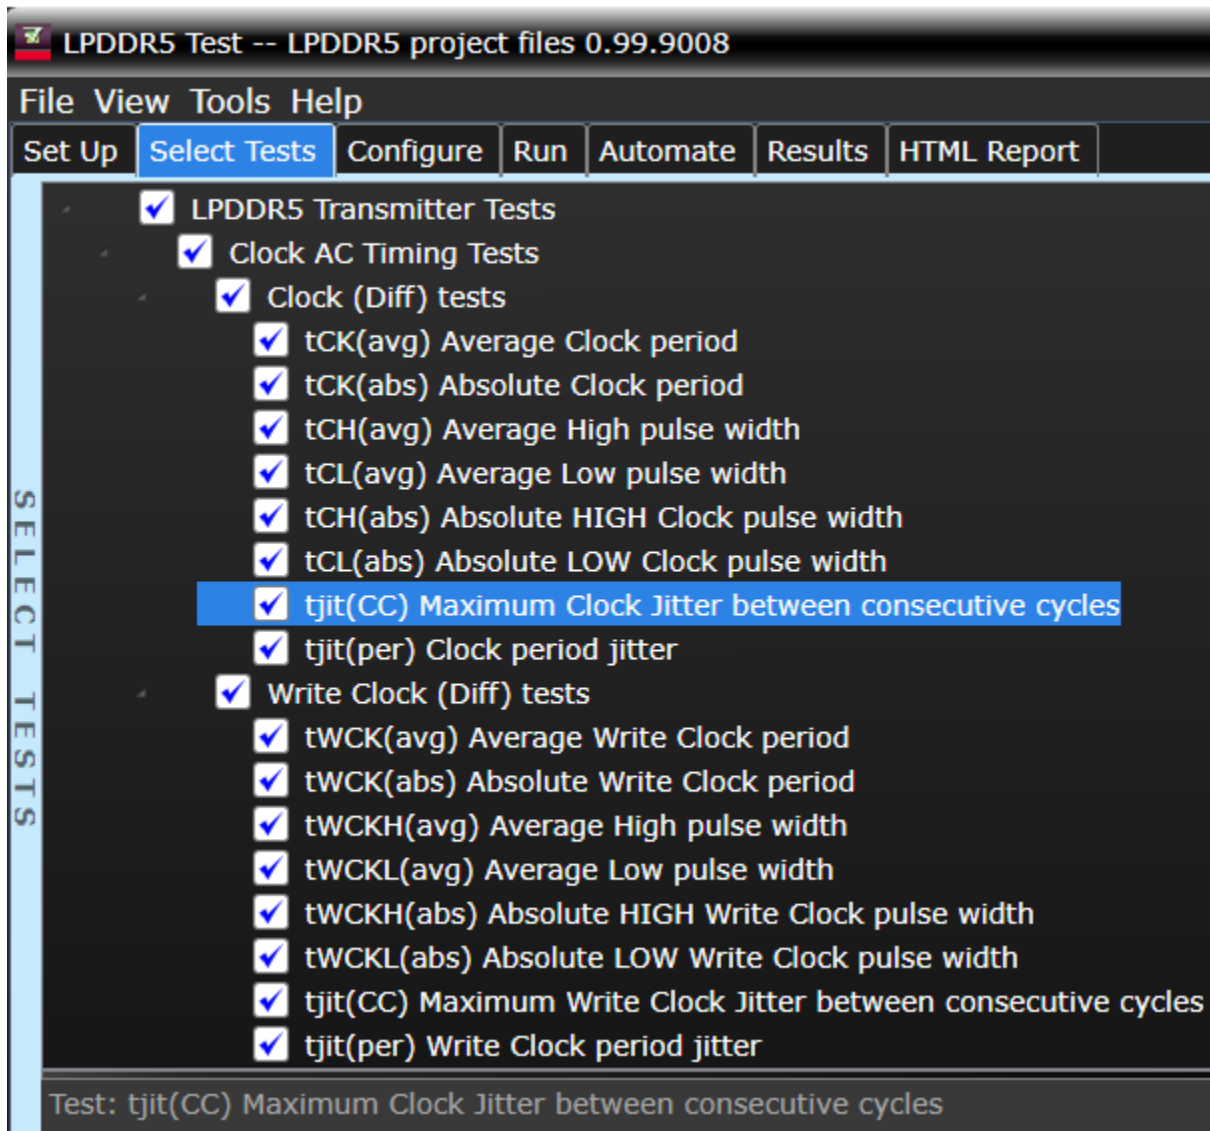 LPDDR5 Test -- LPDDR5 project files 0.99.9008
File View Tools Help
Set Up Select Tests Configure Run Automate Results HTML Report
SELECT TESTS
LPDDR5 Transmitter Tests
Clock AC Timing Tests
Clock (Diff) tests
tCK(avg) Average Clock period
tCK(abs) Absolute Clock period
tCH(avg) Average High pulse width
tCL(avg) Average Low pulse width
tCH(abs) Absolute HIGH Clock pulse width
tCL(abs) Absolute LOW Clock pulse width
tjit(CC) Maximum Clock Jitter between consecutive cycles
tjit(per) Clock period jitter
Write Clock (Diff) tests
tWCK(avg) Average Write Clock period
tWCK(abs) Absolute Write Clock period
tWCKH(avg) Average High pulse width
tWCKL(avg) Average Low pulse width
tWCKH(abs) Absolute HIGH Write Clock pulse width
tWCKL(abs) Absolute LOW Write Clock pulse width
tjit(CC) Maximum Write Clock Jitter between consecutive cycles
tjit(per) Write Clock period jitter
Test: tjit(CC) Maximum Clock Jitter between consecutive cycles